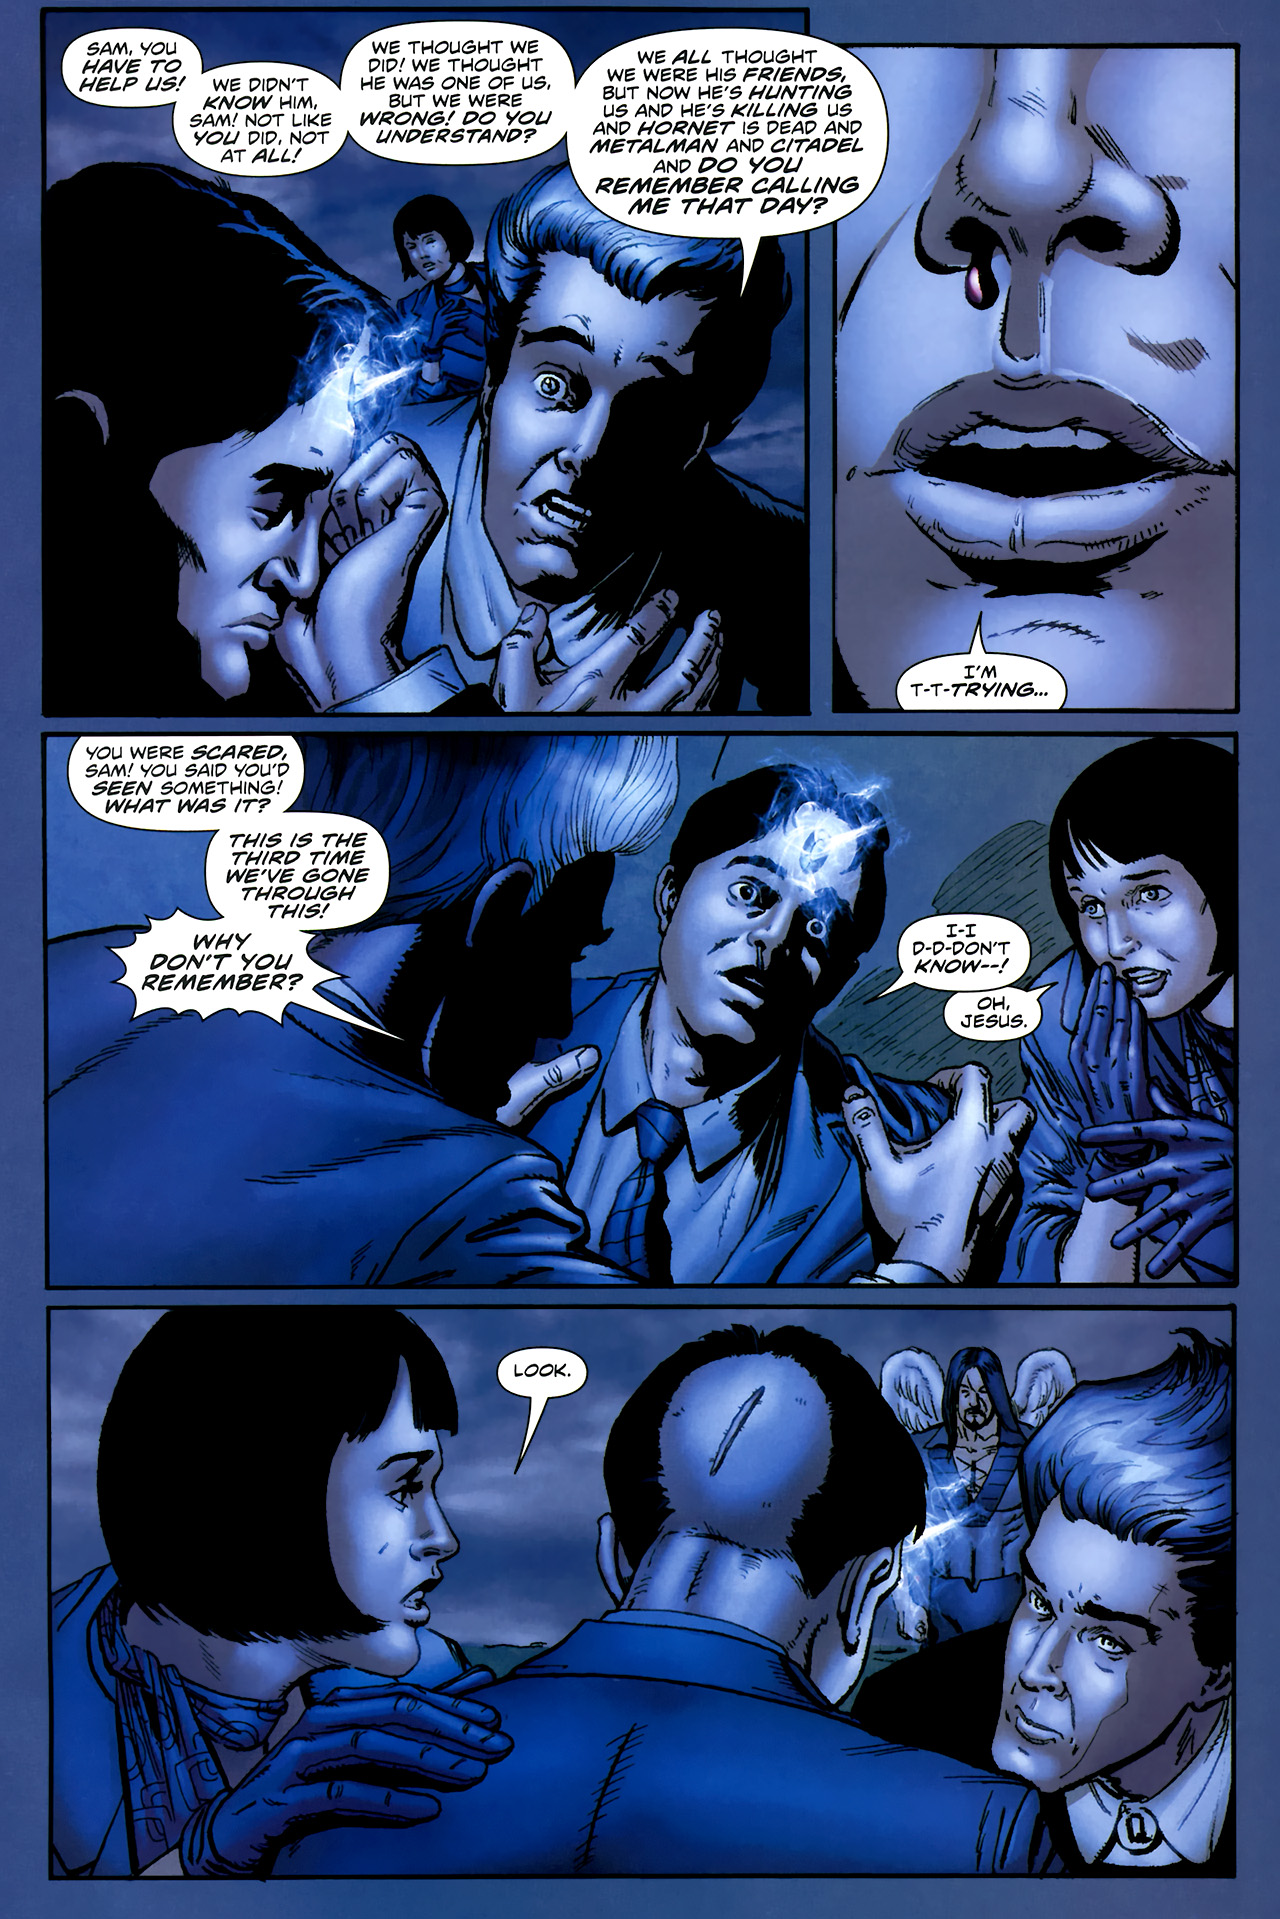 SAM, YOU
HAVE TO
HELP US!
WE DIDN'T
KNOW HIM,
SAM! NOT LIKE
YOU DID, NOT
AT ALL!
WE THOUGHT WE
DID! WE THOUGHT
HE WAS ONE OF US,
BUT WE WERE
WRONG! DO YOU
UNDERSTAND?
WE ALL THOUGHT
WE WERE HIS FRIENDS,
BUT NOW HE'S HUNTING
US AND HE'S KILLING US
AND HORNET IS DEAD AND
METALMAN AND CITADEL
AND DO YOU
REMEMBER CALLING
ME THAT DAY?
I'M
T-T-TRYING...
YOU WERE SCARED,
SAM! YOU SAID YOU'D
SEEN SOMETHING!
WHAT WAS IT?
THIS IS THE
THIRD TIME
WE'VE GONE
THROUGH
THIS!
WHY
DON'T YOU
REMEMBER?
I-I
D-D-DON'T
KNOW--!
OH,
JESUS.
LOOK.
Q